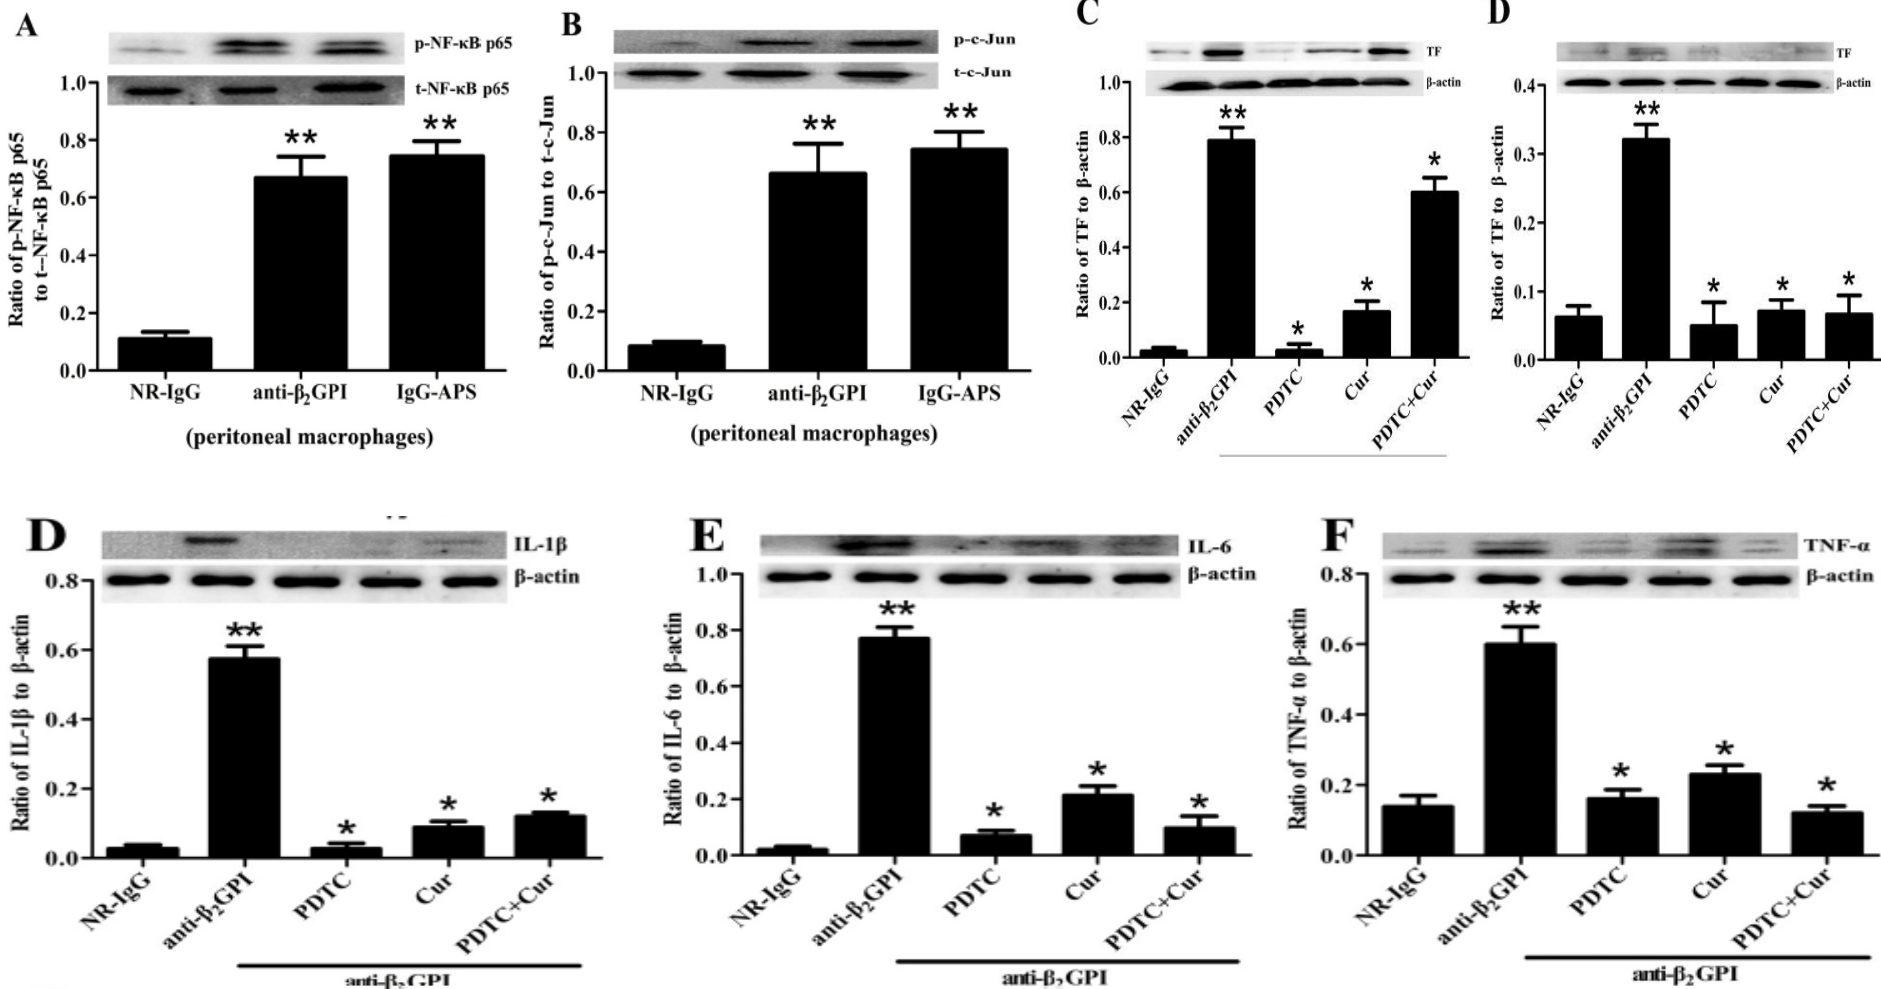 A
p-NF-κB p65
t-NF-κB p65
1.0
0.8
0.6
0.4
0.2
0.0
Ratio of p-NF-κB p65
to t--NF-κB p65
**
**
NR-IgG
anti-β₂GPI
IgG-APS
(peritoneal macrophages)
B
p-c-Jun
t-c-Jun
1.0
0.8
0.6
0.4
0.2
0.0
Ratio of p-c-Jun to t-c-Jun
**
**
NR-IgG
anti-β₂GPI
IgG-APS
(peritoneal macrophages)
C
TF
β-actin
1.0
0.8
0.6
0.4
0.2
0.0
Ratio of TF to β-actin
**
*
*
*
NR-IgG
anti-β₂GPI
PDTC
Cur
PDTC+Cur
D
TF
β-actin
0.4
0.3
0.2
0.1
0.0
Ratio of TF to β-actin
**
*
*
*
NR-IgG
anti-β₂GPI
PDTC
Cur
PDTC+Cur
D
IL-1β
β-actin
0.8
0.6
0.4
0.2
0.0
Ratio of IL-1β to β-actin
**
*
*
*
NR-IgG
anti-β₂GPI
PDTC
Cur
PDTC+Cur
anti-β₂GPI
E
IL-6
β-actin
1.0
0.8
0.6
0.4
0.2
0.0
Ratio of IL-6 to β-actin
**
*
*
*
NR-IgG
anti-β₂GPI
PDTC
Cur
PDTC+Cur
anti-β₂GPI
F
TNF-α
β-actin
0.8
0.6
0.4
0.2
0.0
Ratio of TNF-α to β-actin
**
*
*
*
NR-IgG
anti-β₂GPI
PDTC
Cur
PDTC+Cur
anti-β₂GPI